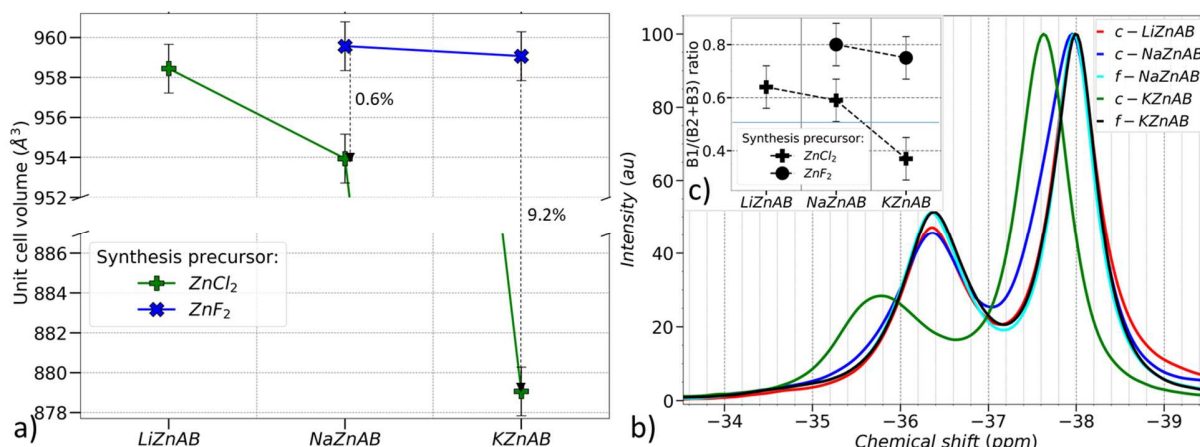 960
958
956
954
952
886
884
882
880
878
Unit cell volume (Å³)
0.6%
9.2%
Synthesis precursor:
ZnCl₂
ZnF₂
LiZnAB
NaZnAB
KZnAB
a)
0.8
0.6
0.4
B1/(B2+B3) ratio
Synthesis precursor:
ZnCl₂
ZnF₂
LiZnAB
NaZnAB
KZnAB
c)
c − LiZnAB
c − NaZnAB
f − NaZnAB
c − KZnAB
f − KZnAB
100
80
60
40
20
0
Intensity (au)
−34
−35
−36
−37
−38
−39
Chemical shift (ppm)
b)